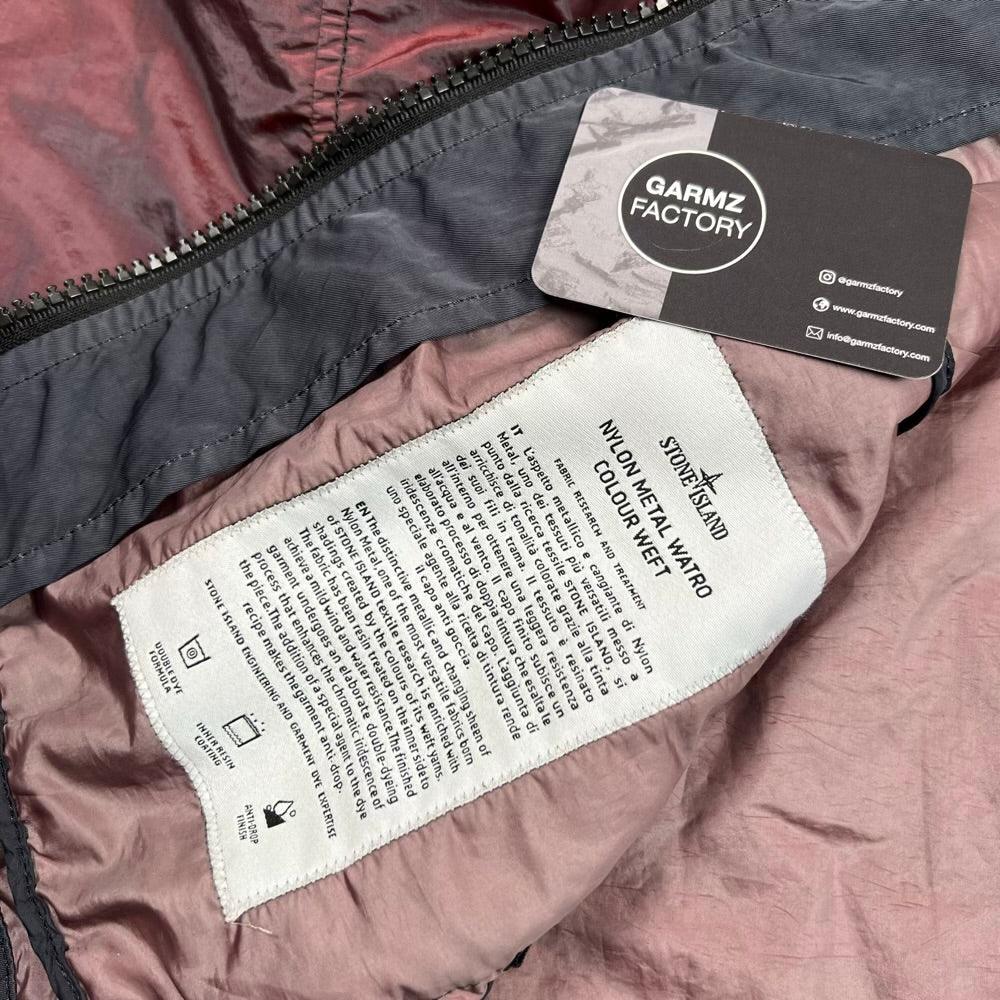 GARMZ
FACTORY
@garmzfactory
www.garmzfactory.com
info@garmzfactory.com
STONE ISLAND
NYLON METAL WATRO
COLOUR WEFT
FABRIC RESEARCH AND TREATMENT
IT L'aspetto metallico e cangiante di Nylon
Metal, uno dei tessuti più versatili messo a
punto dalla ricerca tessile STONE ISLAND, si
arricchisce di tonalità colorate grazie alla tinta
dei suoi fili in trama. Il tessuto è resinato
all'interno per ottenere una leggera resistenza
all'acqua e al vento. Il capo finito subisce un
elaborato processo di doppia tintura che esalta le
iridescenze cromatiche del capo. L'aggiunta di
uno speciale agente alla ricetta di tintura rende
il capo anti goccia.
EN The distinctive metallic and changing sheen of
Nylon Metal, one of the most versatile fabrics born
of STONE ISLAND textile research is enriched with
shadings created by the colours of its weft yarns.
The fabric has been resin treated on the inner side to
achieve a mild wind and water resistance. The finished
garment undergoes an elaborate double-dyeing
process that enhances the chromatic iridescence of
the piece. The addition of a special agent to the dye
recipe makes the garment anti-drop.
STONE ISLAND ENGINEERING AND GARMENT DYE EXPERTISE
DOUBLE DYE
FORMULA
INNER RESIN
COATING
ANTI-DROP
FINISH